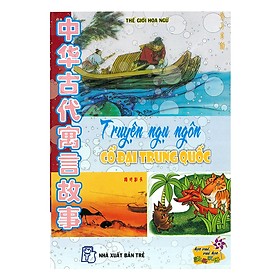 THẾ GIỚI HOA NGỮ
中华古代寓言故事
Truyện ngụ ngôn
CỔ ĐẠI TRUNG QUỐC
NHÀ XUẤT BẢN TRẺ